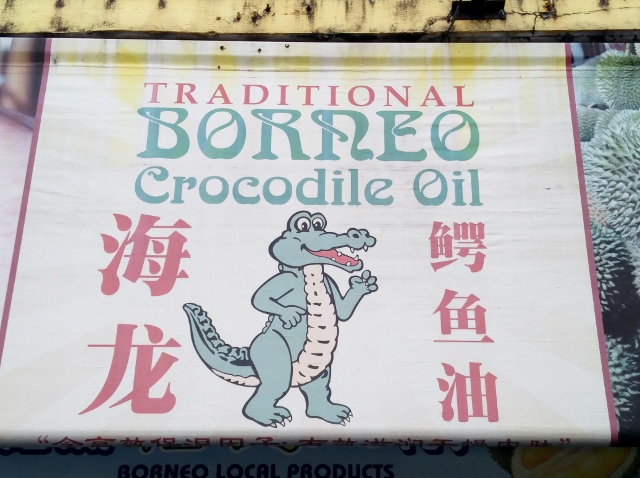 TRADITIONAL
BORNEO
Crocodile Oil
海龙
鳄鱼油
BORNEO LOCAL PRODUCTS